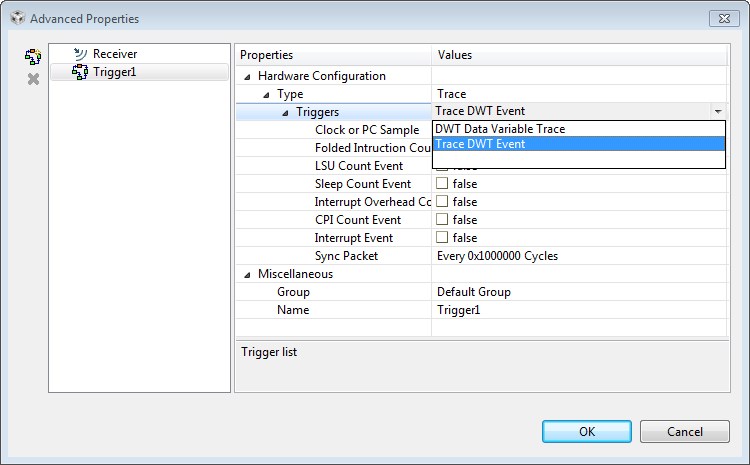 Advanced Properties
Receiver
Trigger1
Properties Values
Hardware Configuration
Type Trace
Triggers Trace DWT Event
DWT Data Variable Trace
Trace DWT Event
Clock or PC Sample
Folded Intruction Cou
LSU Count Event false
Sleep Count Event false
Interrupt Overhead Cc false
CPI Count Event false
Interrupt Event false
Sync Packet Every 0x1000000 Cycles
Miscellaneous
Group Default Group
Name Trigger1
Trigger list
OK Cancel